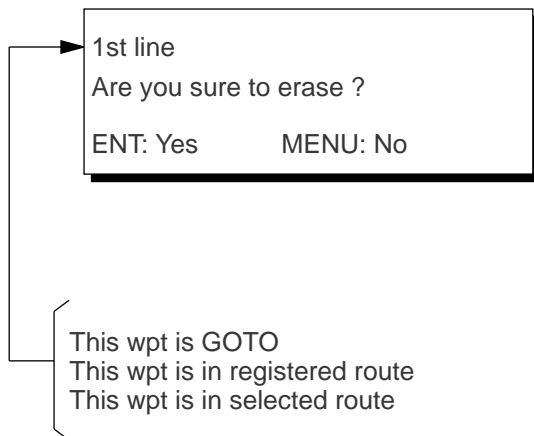 1st line
Are you sure to erase ?
ENT: Yes MENU: No
This wpt is GOTO
This wpt is in registered route
This wpt is in selected route